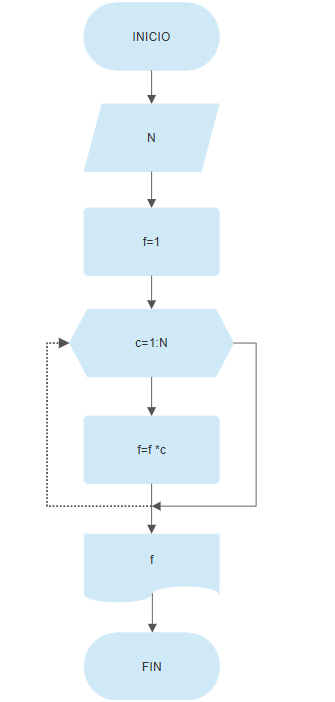 INICIO
N
f=1
c=1:N
f=f *c
f
FIN